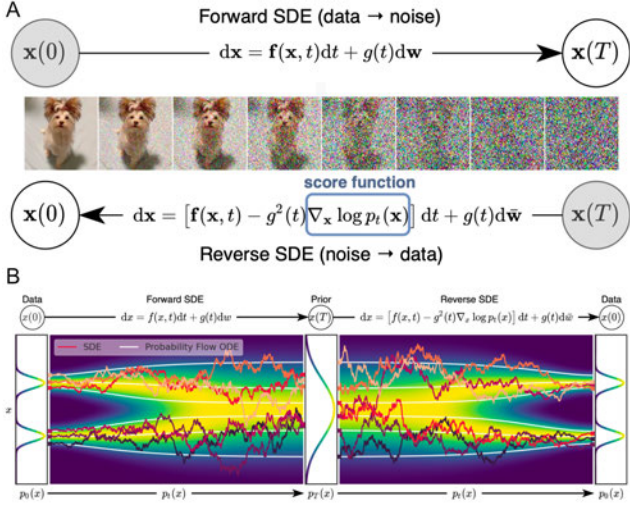 A
Forward SDE (data → noise)
x(0)
dx = f(x, t)dt + g(t)dw
x(T)
score function
x(0)
dx = [f(x, t) − g²(t)∇ₓ log pₜ(x)] dt + g(t)dw̄
x(T)
Reverse SDE (noise → data)
B
Data
Forward SDE
Prior
Reverse SDE
Data
x(0)
dx = f(x, t)dt + g(t)dw
x(T)
dx = [f(x, t) − g²(t)∇ₓ log pₜ(x)] dt + g(t)dw̄
x(0)
SDE
Probability Flow ODE
x
p₀(x)
pₜ(x)
p_T(x)
pₜ(x)
p₀(x)